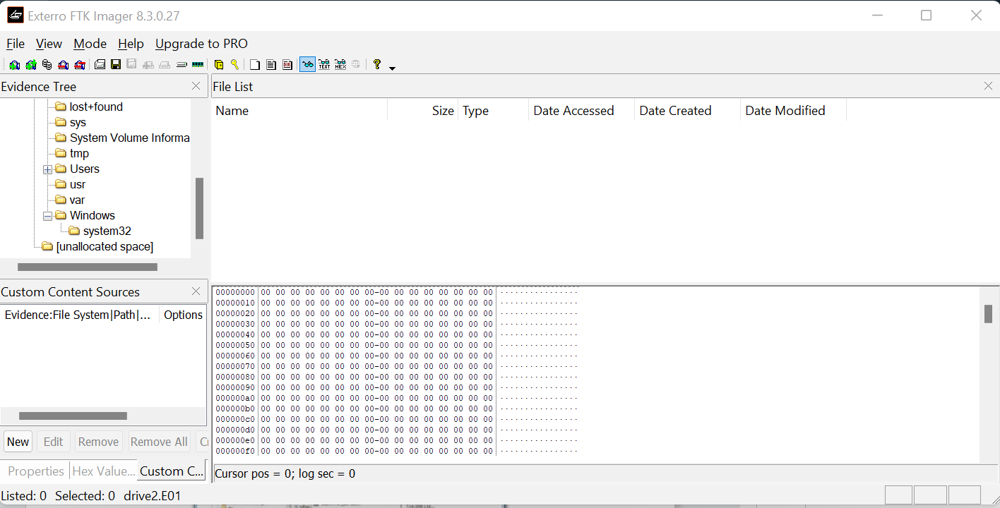 Exterro FTK Imager 8.3.0.27
File View Mode Help Upgrade to PRO
TEXT HEX
Evidence Tree
lost+found
sys
System Volume Informa
tmp
Users
usr
var
Windows
system32
[unallocated space]
Custom Content Sources
Evidence:File System|Path|... Options
New Edit Remove Remove All
Properties Hex Value... Custom C...
File List
Name Size Type Date Accessed Date Created Date Modified
00000000 00 00 00 00 00 00 00 00-00 00 00 00 00 00 00 00 ················
00000010 00 00 00 00 00 00 00 00-00 00 00 00 00 00 00 00 ················
00000020 00 00 00 00 00 00 00 00-00 00 00 00 00 00 00 00 ················
00000030 00 00 00 00 00 00 00 00-00 00 00 00 00 00 00 00 ················
00000040 00 00 00 00 00 00 00 00-00 00 00 00 00 00 00 00 ················
00000050 00 00 00 00 00 00 00 00-00 00 00 00 00 00 00 00 ················
00000060 00 00 00 00 00 00 00 00-00 00 00 00 00 00 00 00 ················
00000070 00 00 00 00 00 00 00 00-00 00 00 00 00 00 00 00 ················
00000080 00 00 00 00 00 00 00 00-00 00 00 00 00 00 00 00 ················
00000090 00 00 00 00 00 00 00 00-00 00 00 00 00 00 00 00 ················
000000a0 00 00 00 00 00 00 00 00-00 00 00 00 00 00 00 00 ················
000000b0 00 00 00 00 00 00 00 00-00 00 00 00 00 00 00 00 ················
000000c0 00 00 00 00 00 00 00 00-00 00 00 00 00 00 00 00 ················
000000d0 00 00 00 00 00 00 00 00-00 00 00 00 00 00 00 00 ················
000000e0 00 00 00 00 00 00 00 00-00 00 00 00 00 00 00 00 ················
000000f0 00 00 00 00 00 00 00 00-00 00 00 00 00 00 00 00 ················
Cursor pos = 0; log sec = 0
Listed: 0 Selected: 0 drive2.E01